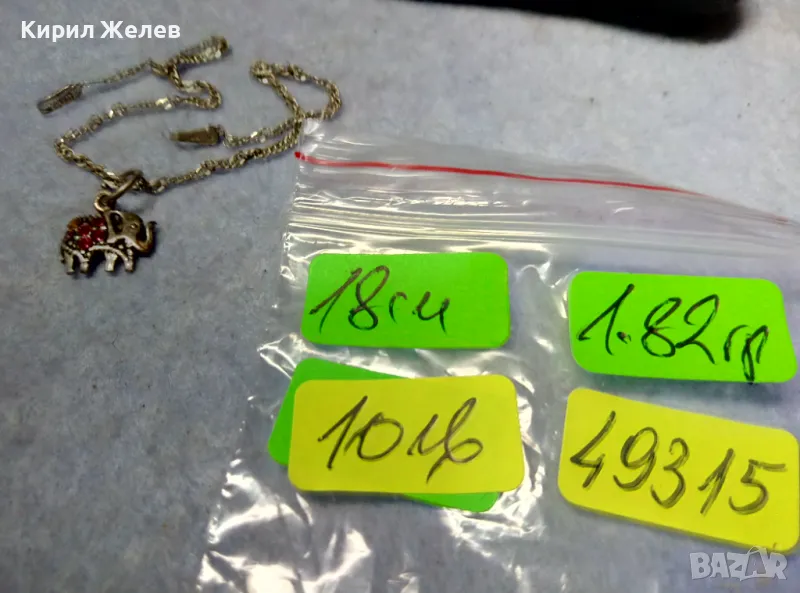 Кирил Желев
18см
1.82гр
10лв
49315
BAZAR